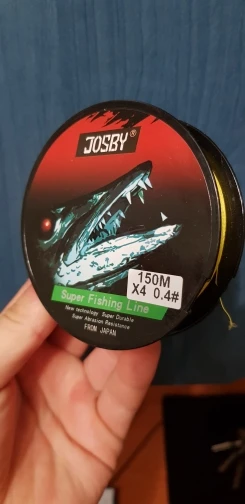 JOSBY®
150M
X4 0.4#
Super Fishing Line
New technology Super Durable
Super Abrasion Resistance
FROM JAPAN